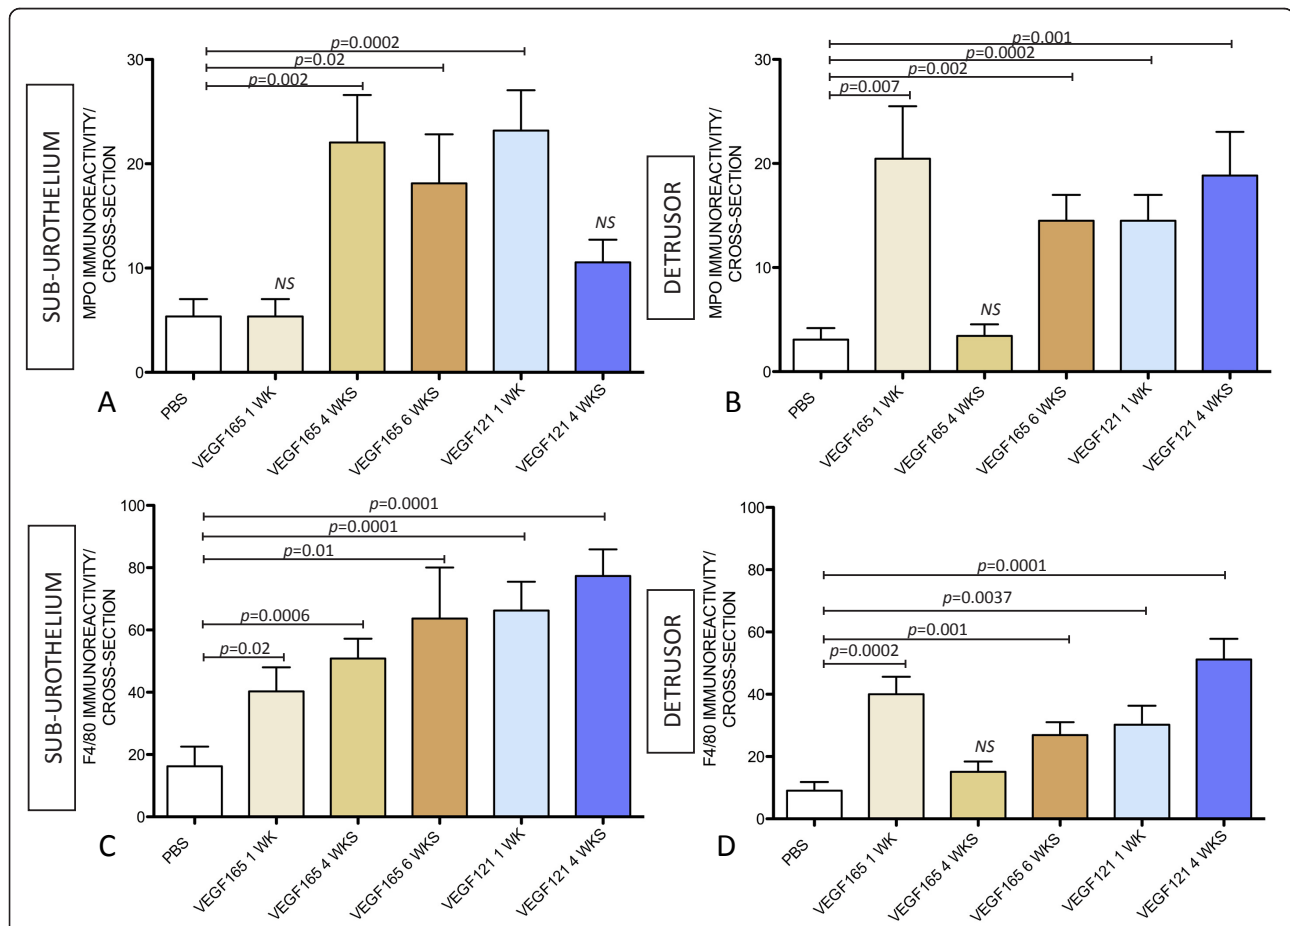 SUB-UROTHELIUM
MPO IMMUNOREACTIVITY/
CROSS-SECTION
30
20
10
0
p=0.0002
p=0.02
p=0.002
NS
NS
A
PBS
VEGF165 1 WK
VEGF165 4 WKS
VEGF165 6 WKS
VEGF121 1 WK
VEGF121 4 WKS
DETRUSOR
MPO IMMUNOREACTIVITY/
CROSS-SECTION
30
20
10
0
p=0.001
p=0.0002
p=0.002
p=0.007
NS
B
PBS
VEGF165 1 WK
VEGF165 4 WKS
VEGF165 6 WKS
VEGF121 1 WK
VEGF121 4 WKS
SUB-UROTHELIUM
F4/80 IMMUNOREACTIVITY/
CROSS-SECTION
100
80
60
40
20
0
p=0.0001
p=0.0001
p=0.01
p=0.0006
p=0.02
C
PBS
VEGF165 1 WK
VEGF165 4 WKS
VEGF165 6 WKS
VEGF121 1 WK
VEGF121 4 WKS
DETRUSOR
F4/80 IMMUNOREACTIVITY/
CROSS-SECTION
100
80
60
40
20
0
p=0.0001
p=0.0037
p=0.001
p=0.0002
NS
D
PBS
VEGF165 1 WK
VEGF165 4 WKS
VEGF165 6 WKS
VEGF121 1 WK
VEGF121 4 WKS